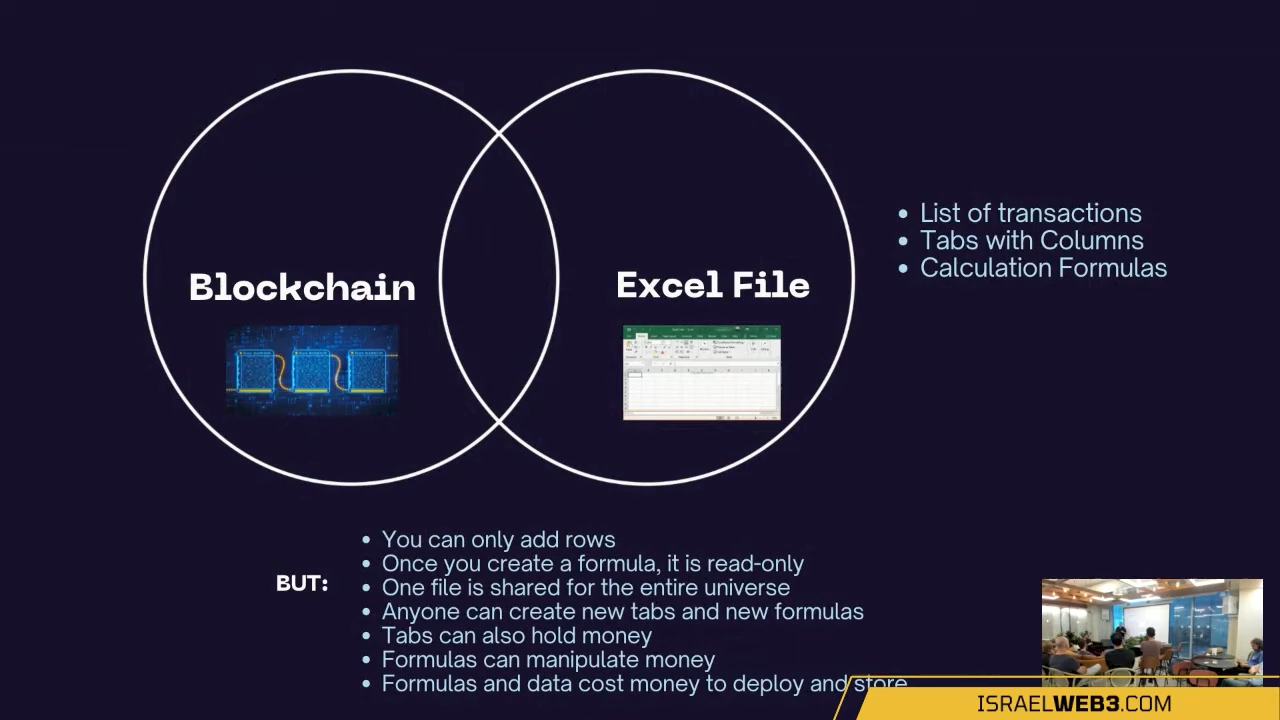 Blockchain
Excel File
List of transactions
Tabs with Columns
Calculation Formulas
BUT:
You can only add rows
Once you create a formula, it is read-only
One file is shared for the entire universe
Anyone can create new tabs and new formulas
Tabs can also hold money
Formulas can manipulate money
Formulas and data cost money to deploy and store
ISRAELWEB3.COM